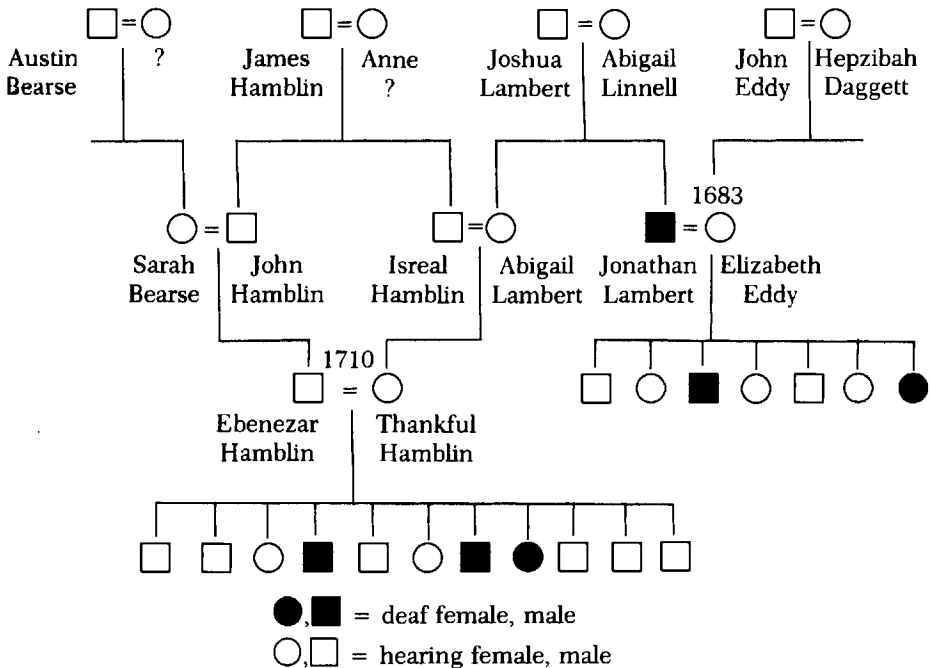 =
=
=
=
Austin Bearse
?
James Hamblin
Anne ?
Joshua Lambert
Abigail Linnell
John Eddy
Hepzibah Daggett
=
=
1683
=
Sarah Bearse
John Hamblin
Isreal Hamblin
Abigail Lambert
Jonathan Lambert
Elizabeth Eddy
1710
=
Ebenezar Hamblin
Thankful Hamblin
, = deaf female, male
, = hearing female, male